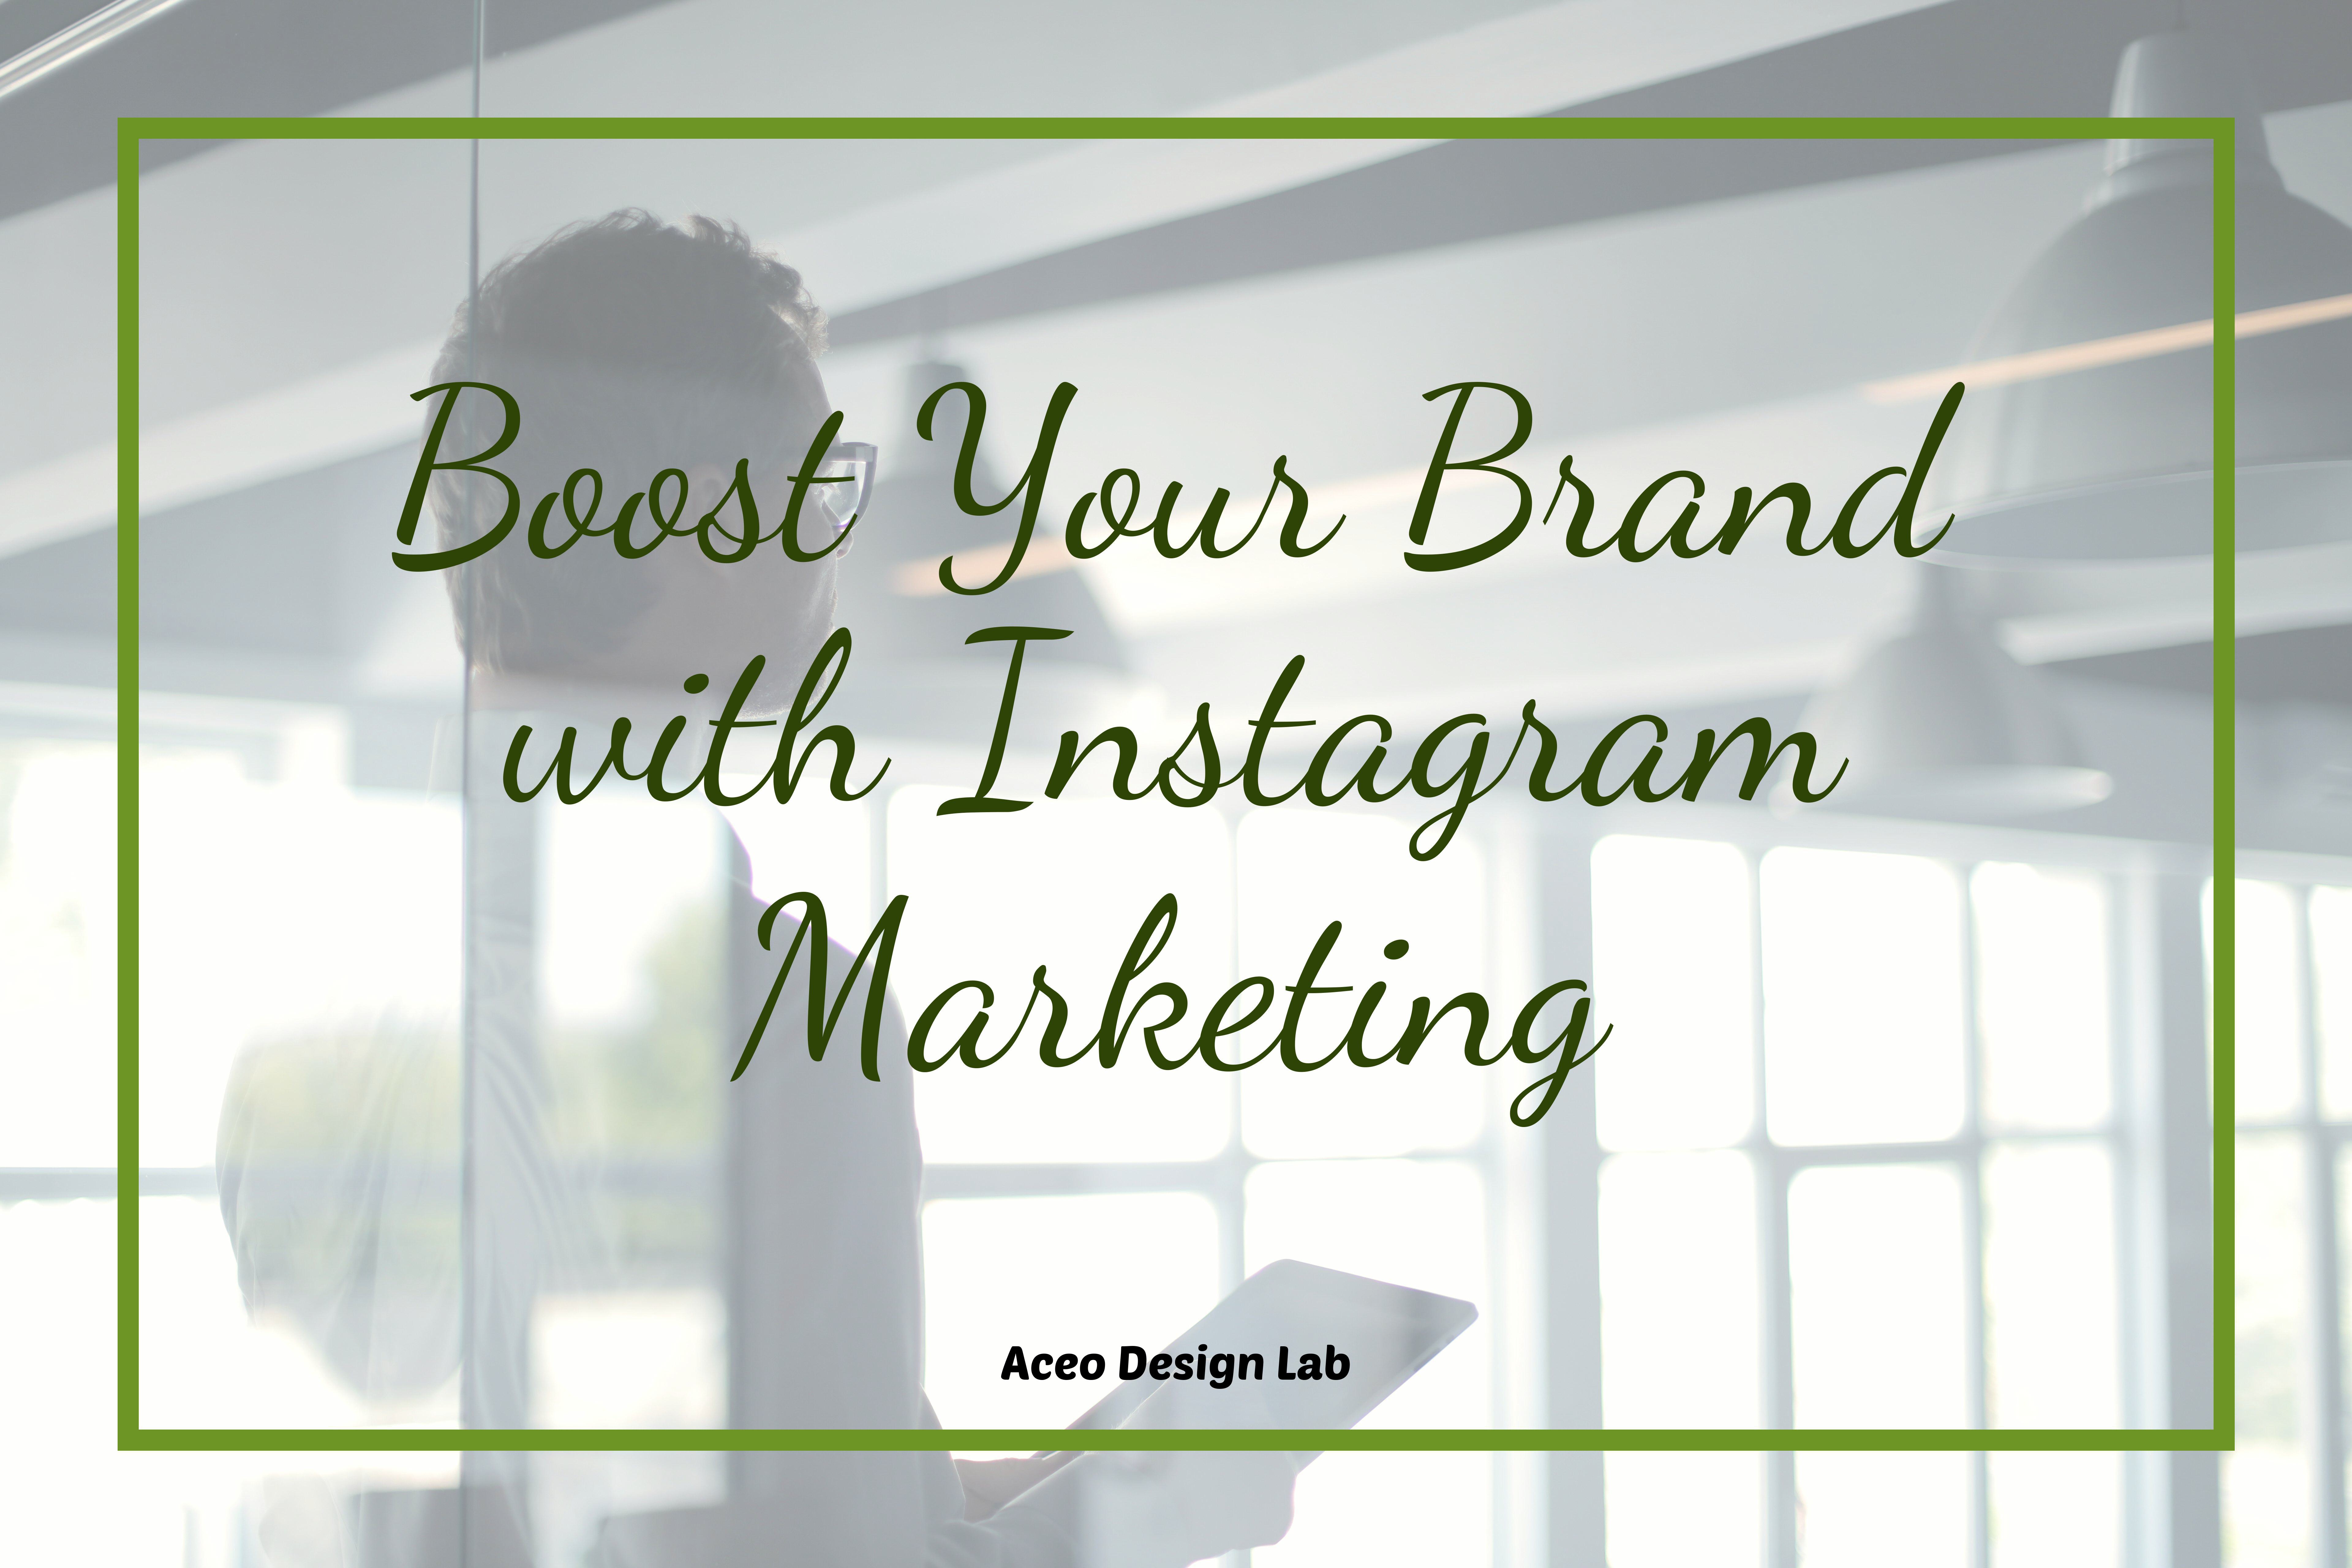 Boost Your Brand
with Instagram
Marketing
Aceo Design Lab